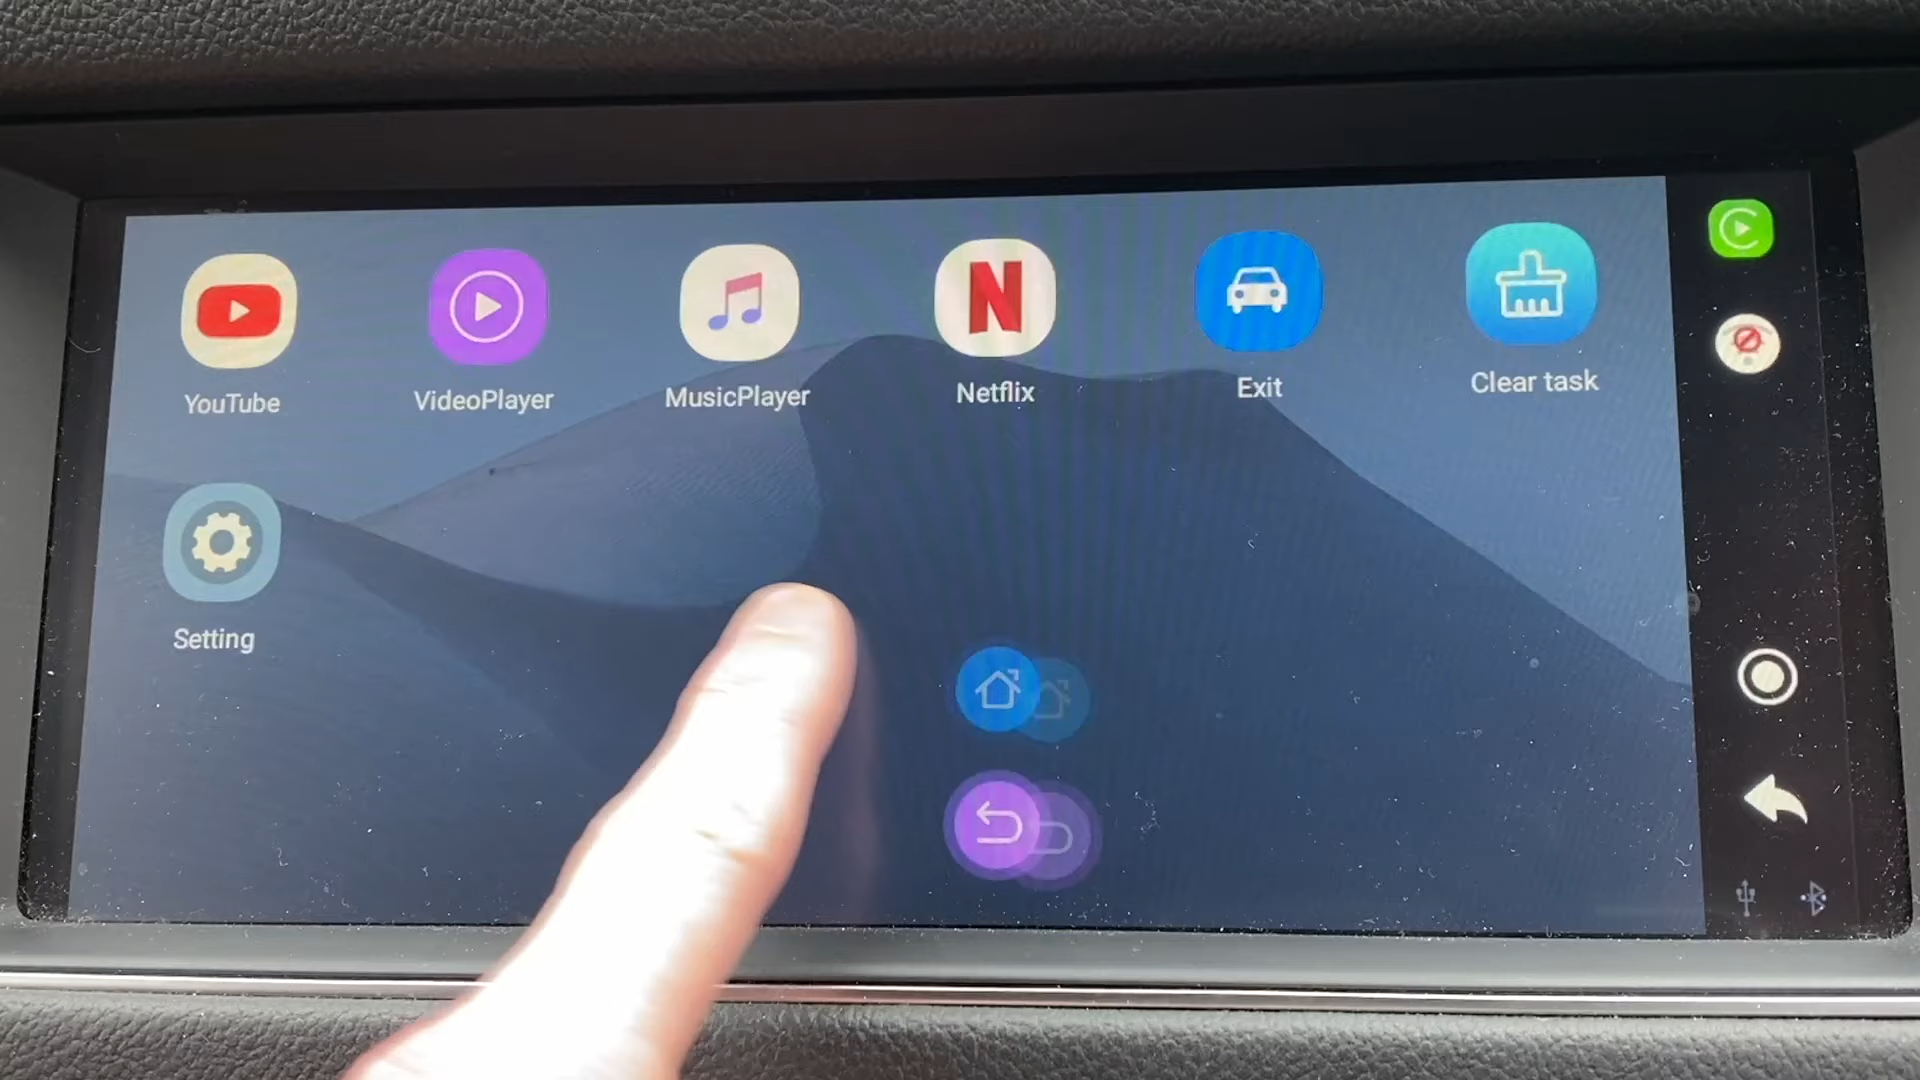 YouTube
VideoPlayer
MusicPlayer
N
Netflix
Exit
Clear task
Setting